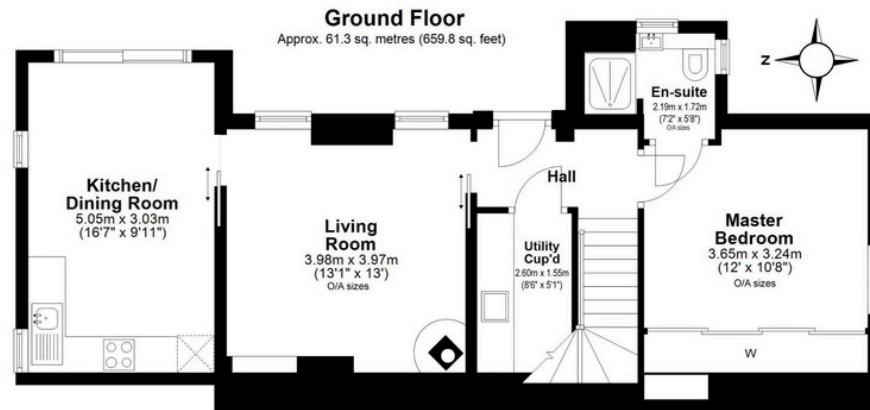 Ground Floor
Approx. 61.3 sq. metres (659.8 sq. feet)
Z
En-suite
2.19m x 1.72m
(7'2" x 5'8")
O/A sizes
Kitchen/
Dining Room
5.05m x 3.03m
(16'7" x 9'11")
Living
Room
3.98m x 3.97m
(13'1" x 13')
O/A sizes
Hall
Utility
Cup'd
2.60m x 1.55m
(8'6" x 5'1")
Master
Bedroom
3.65m x 3.24m
(12' x 10'8")
O/A sizes
W